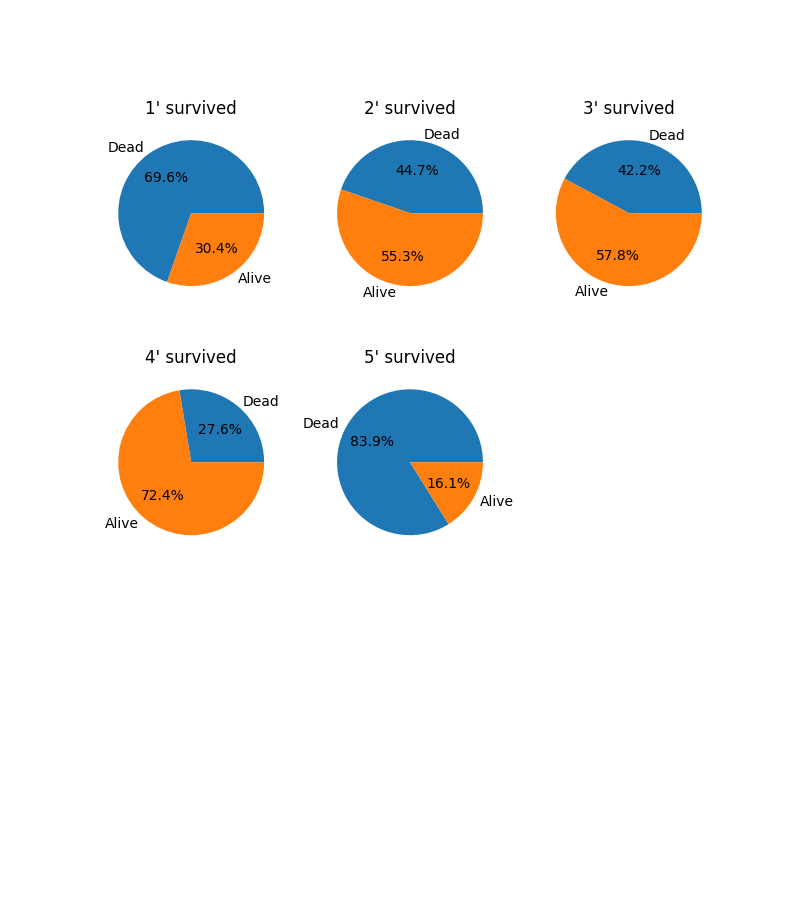 1' survived
Dead
69.6%
30.4%
Alive
2' survived
Dead
44.7%
55.3%
Alive
3' survived
Dead
42.2%
57.8%
Alive
4' survived
Dead
27.6%
72.4%
Alive
5' survived
Dead
83.9%
16.1%
Alive